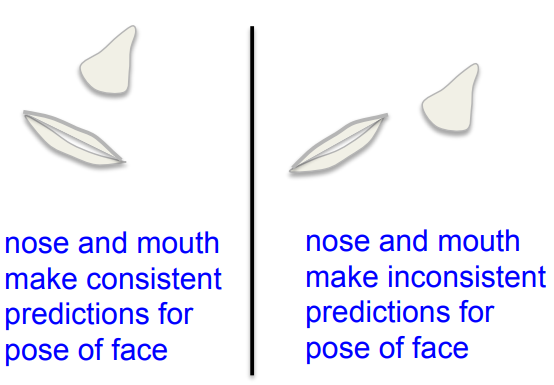 nose and mouth
make consistent
predictions for
pose of face
nose and mouth
make inconsistent
predictions for
pose of face